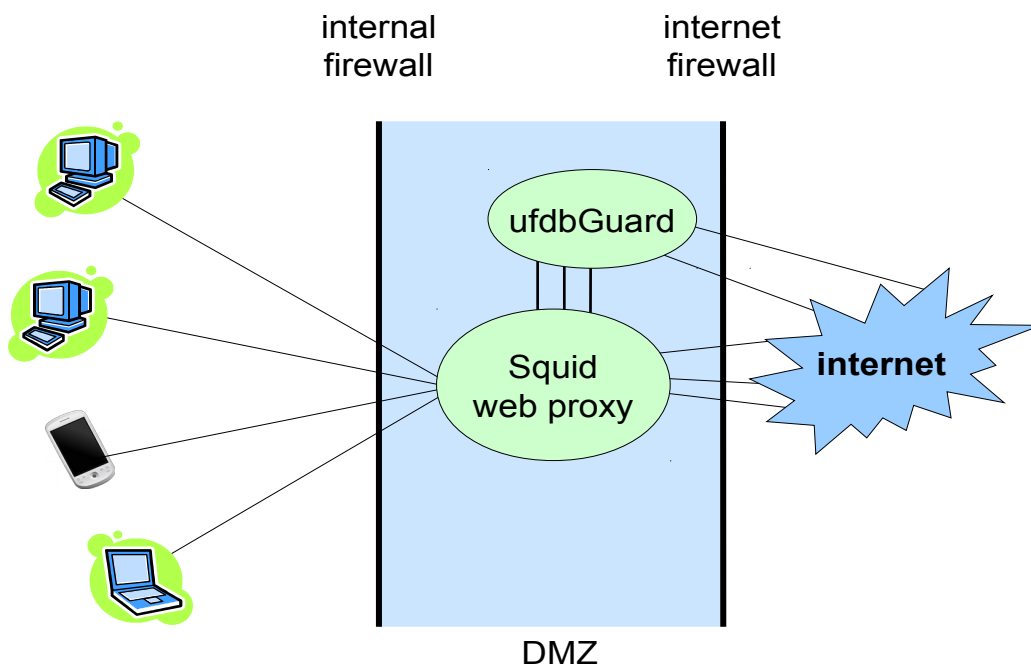 internal
firewall
internet
firewall
ufdbGuard
Squid
web proxy
internet
DMZ